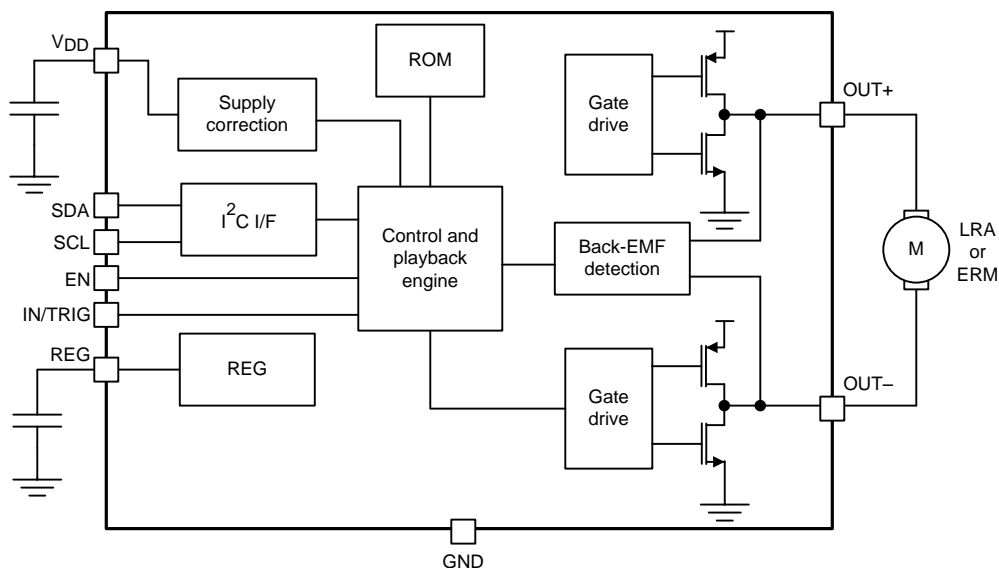 VDD
ROM
OUT+
Supply
correction
Gate
drive
SDA
I2C I/F
SCL
Control and
playback
engine
Back-EMF
detection
M
LRA
or
ERM
EN
IN/TRIG
REG
REG
Gate
drive
OUT–
GND